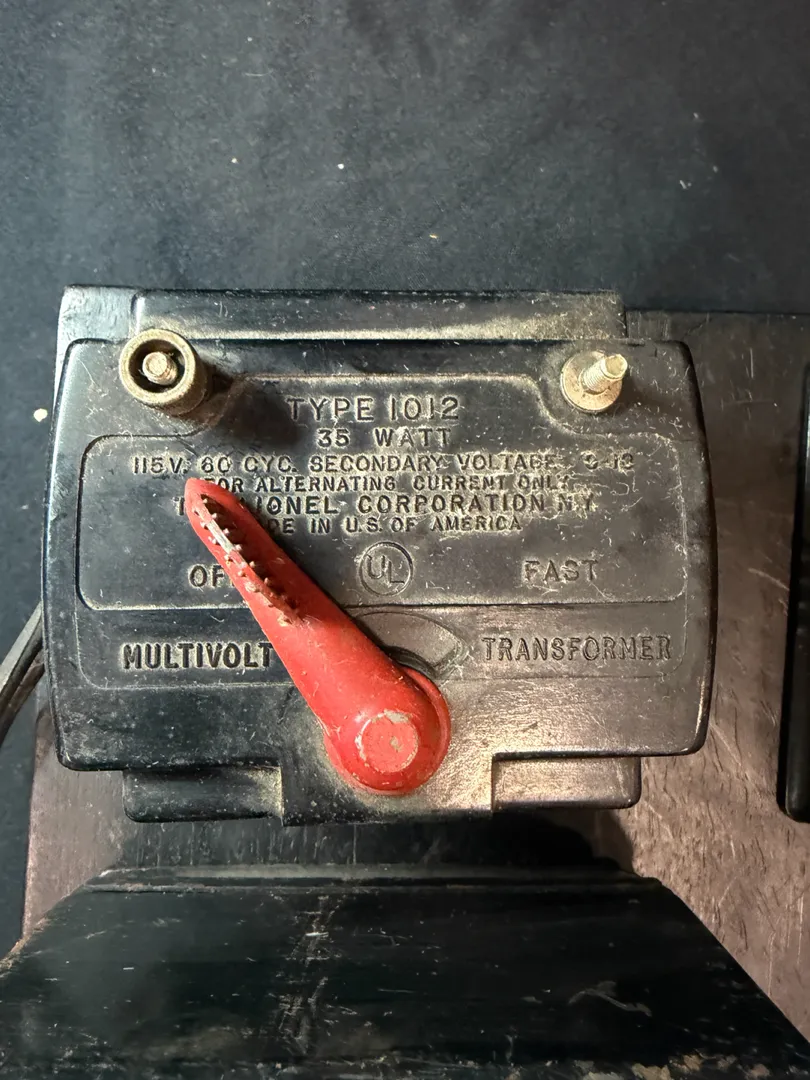 TYPE 1012
35 WATT
115V. 60 CYC. SECONDARY VOLTAGE
FOR ALTERNATING CURRENT ONLY
LIONEL CORPORATION N.Y.
IN U.S. OF AMERICA
UL
FAST
MULTIVOLT
TRANSFORMER